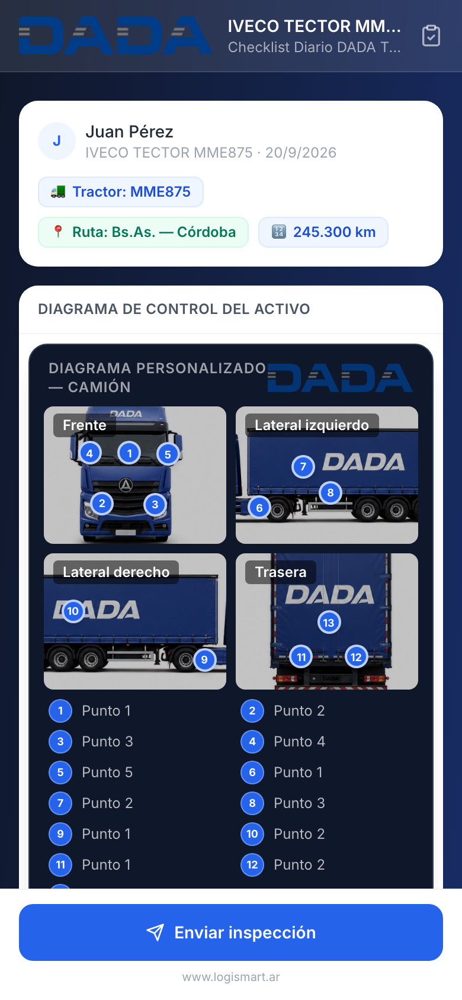 DADA
IVECO TECTOR MM...
Checklist Diario DADA T...
J
Juan Pérez
IVECO TECTOR MME875 · 20/9/2026
Tractor: MME875
Ruta: Bs.As. — Córdoba
1234
245.300 km
DIAGRAMA DE CONTROL DEL ACTIVO
DIAGRAMA PERSONALIZADO
— CAMIÓN
DADA
Frente
DADA
4
1
5
2
3
Lateral izquierdo
DADA
7
8
6
Lateral derecho
DADA
10
9
Trasera
DADA
13
11
12
DADA
1 Punto 1
2 Punto 2
3 Punto 3
4 Punto 4
5 Punto 5
6 Punto 1
7 Punto 2
8 Punto 3
9 Punto 1
10 Punto 2
11 Punto 1
12 Punto 2
Enviar inspección
www.logismart.ar